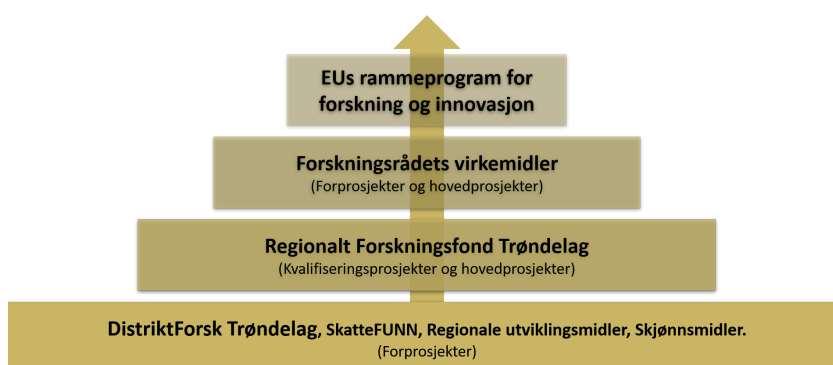 EUs rammeprogram for
forskning og innovasjon
Forskningsrådets virkemidler
(Forprosjekter og hovedprosjekter)
Regionalt Forskningsfond Trøndelag
(Kvalifiseringsprosjekter og hovedprosjekter)
DistriktForsk Trøndelag, SkatteFUNN, Regionale utviklingsmidler, Skjønnsmidler.
(Forprosjekter)